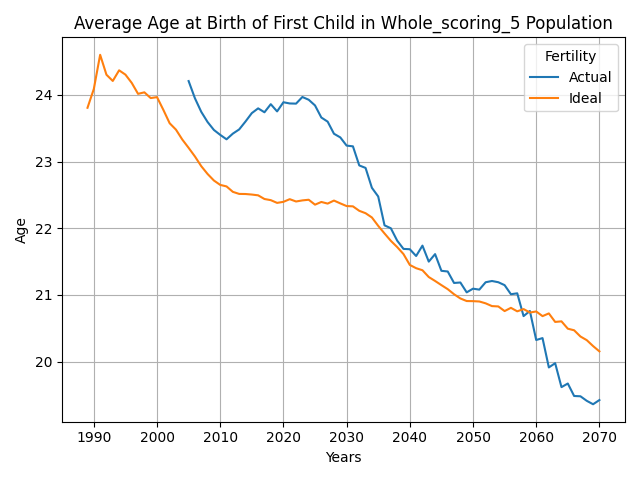 Average Age at Birth of First Child in Whole_scoring_5 Population
Fertility
Actual
Ideal
Age
24
23
22
21
20
1990 2000 2010 2020 2030 2040 2050 2060 2070
Years